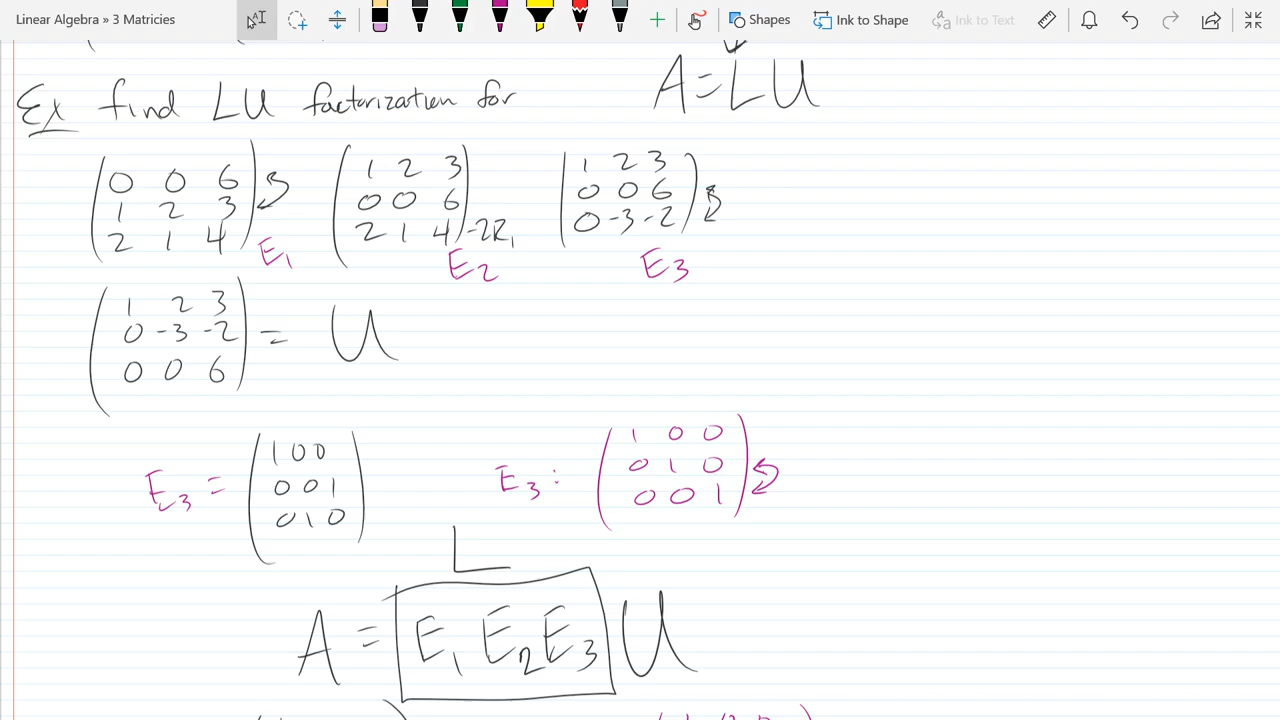 Linear Algebra » 3 Matricies
Shapes
Ink to Shape
Ink to Text
Ex find LU factorization for A = LU
0 0 6
1 2 3
2 1 4
E1
1 2 3
0 0 6
2 1 4 -2R1
E2
1 2 3
0 0 6
0 -3 -2
E3
1 2 3
0 -3 -2
0 0 6
= U
E3 =
1 0 0
0 0 1
0 1 0
E3 :
1 0 0
0 1 0
0 0 1
L
A = E1 E2 E3 U